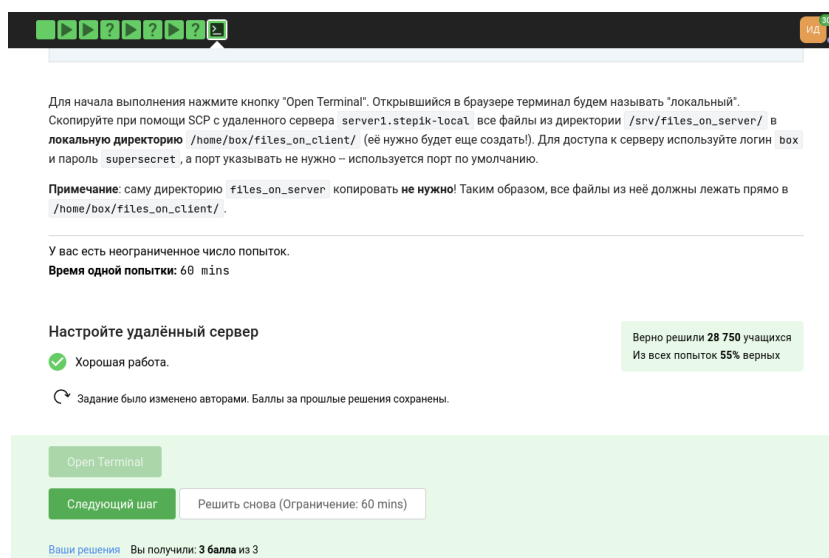 ИД
30
Для начала выполнения нажмите кнопку "Open Terminal". Открывшийся в браузере терминал будем называть "локальный".
Скопируйте при помощи SCP с удаленного сервера server1.stepik-local все файлы из директории /srv/files_on_server/ в
локальную директорию /home/box/files_on_client/ (её нужно будет еще создать!). Для доступа к серверу используйте логин box
и пароль supersecret , а порт указывать не нужно – используется порт по умолчанию.
Примечание: саму директорию files_on_server копировать не нужно! Таким образом, все файлы из неё должны лежать прямо в
/home/box/files_on_client/ .
У вас есть неограниченное число попыток.
Время одной попытки: 60 mins
Настройте удалённый сервер
Верно решили 28 750 учащихся
Из всех попыток 55% верных
Хорошая работа.
Задание было изменено авторами. Баллы за прошлые решения сохранены.
Open Terminal
Следующий шаг Решить снова (Ограничение: 60 mins)
Ваши решения Вы получили: 3 балла из 3